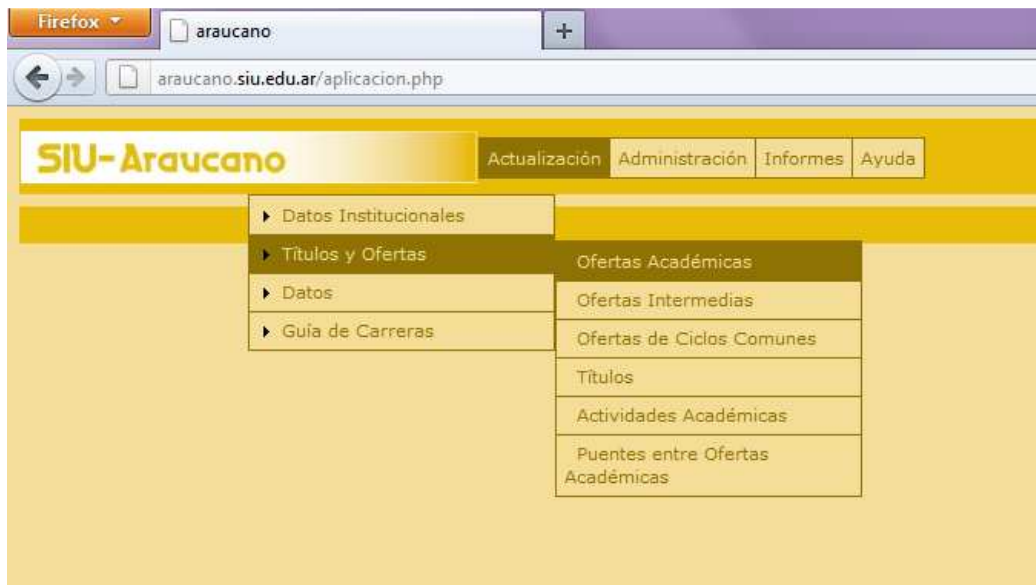 Firefox
araucano
araucano.siu.edu.ar/aplicacion.php
SIU-Araucano
Actualización Administración Informes Ayuda
Datos Institucionales
Títulos y Ofertas
Datos
Guía de Carreras
Ofertas Académicas
Ofertas Intermedias
Ofertas de Ciclos Comunes
Títulos
Actividades Académicas
Puentes entre Ofertas
Académicas